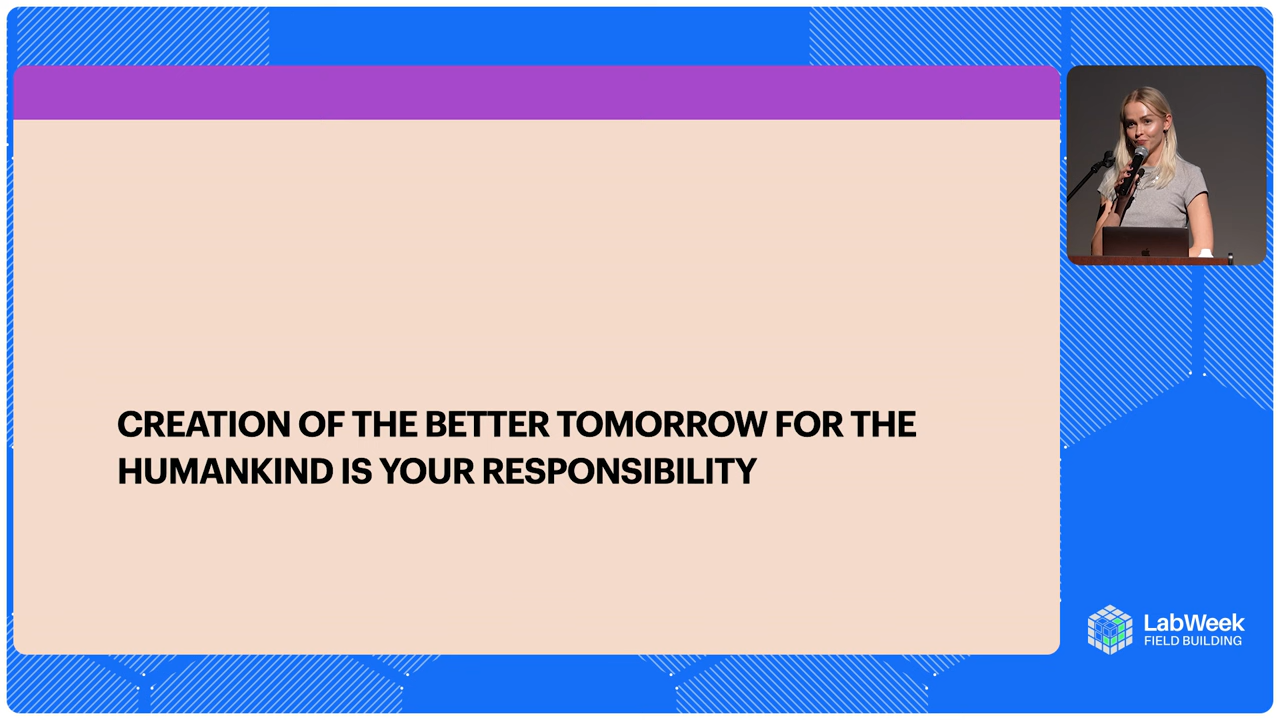 CREATION OF THE BETTER TOMORROW FOR THE
HUMANKIND IS YOUR RESPONSIBILITY
LabWeek
FIELD BUILDING